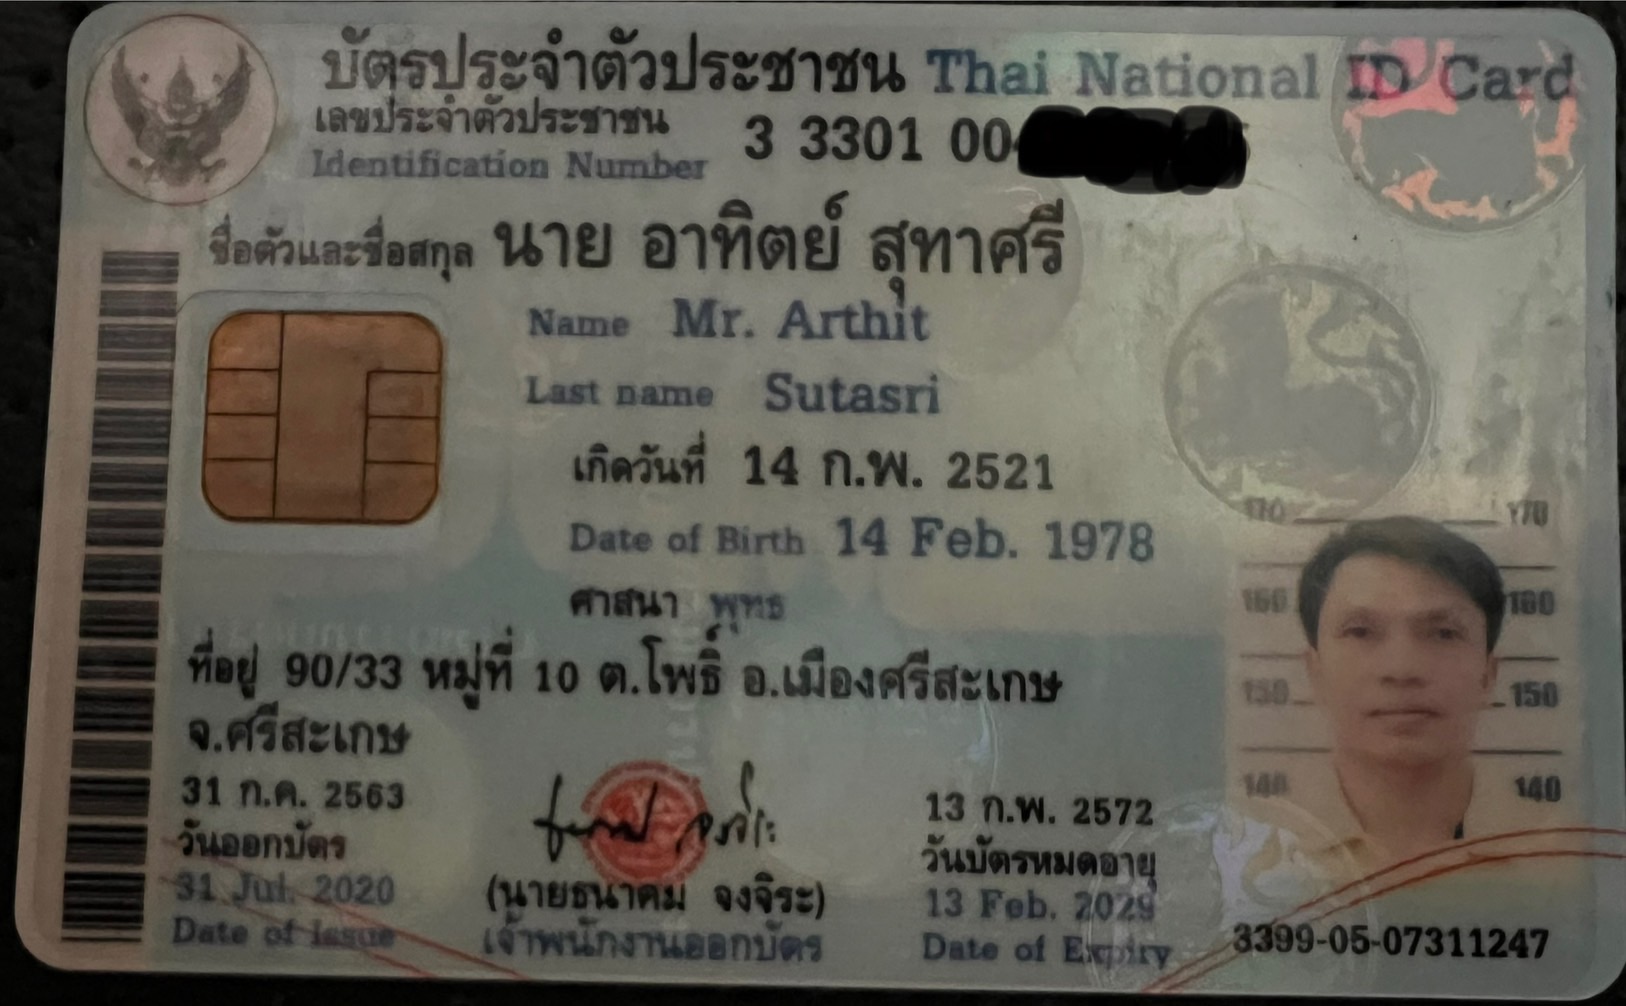 บัตรประจำตัวประชาชน Thai National ID Card
เลขประจำตัวประชาชน
Identification Number
3 3301 00
ชื่อตัวและชื่อสกุล นาย อาทิตย์ สุทาศรี
Name Mr. Arthit
Last name Sutasri
เกิดวันที่ 14 ก.พ. 2521
Date of Birth 14 Feb. 1978
ศาสนา พุทธ
ที่อยู่ 90/33 หมู่ที่ 10 ต.โพธิ์ อ.เมืองศรีสะเกษ
จ.ศรีสะเกษ
31 ก.ค. 2563
วันออกบัตร
31 Jul. 2020
Date of Issue
(นายธนาคม จงจิระ)
เจ้าพนักงานออกบัตร
13 ก.พ. 2572
วันบัตรหมดอายุ
13 Feb. 2029
Date of Expiry
170 170
160 160
150 150
140 140
3399-05-07311247